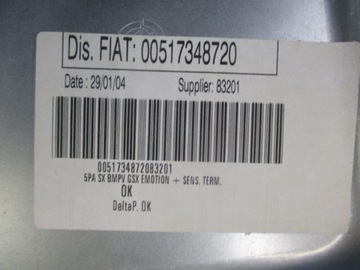 Dis. FIAT: 00517348720
Date : 29/01/04 Supplier: 83201
0051734872083201
5PA SX BMPV GSX EMOTION + SENS. TERM.
OK
DeltaP. OK